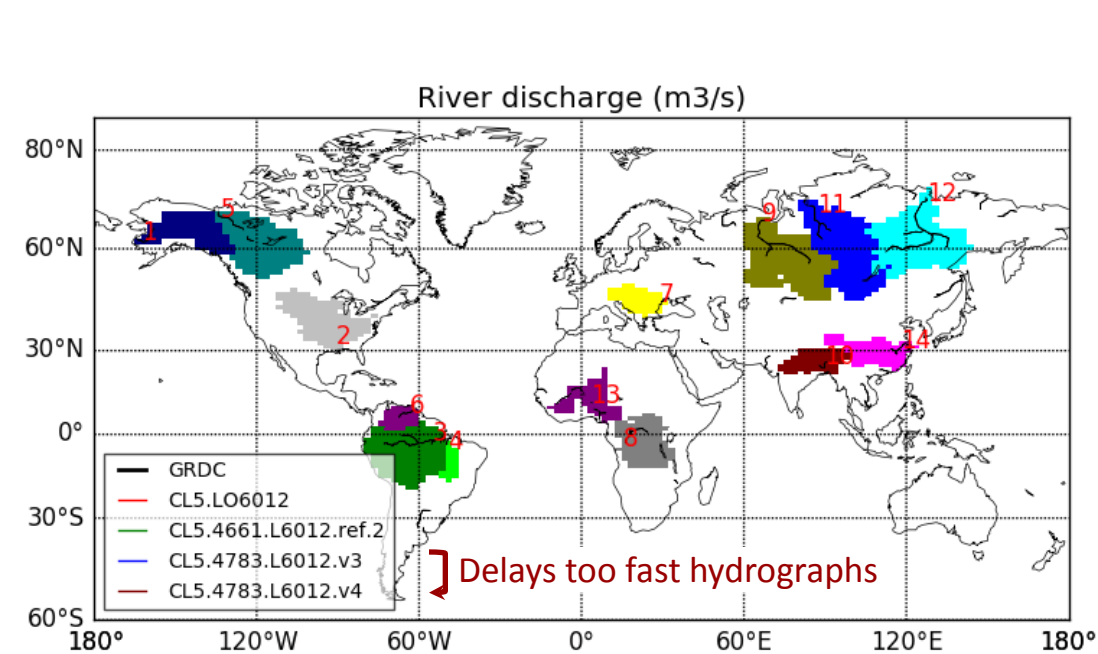 River discharge (m3/s)
80°N
60°N
30°N
0°
30°S
60°S
180°
120°W
60°W
0°
60°E
120°E
180°
1
5
2
6
3
4
7
13
8
9
11
12
10
14
GRDC
CL5.LO6012
CL5.4661.L6012.ref.2
CL5.4783.L6012.v3
CL5.4783.L6012.v4
Delays too fast hydrographs